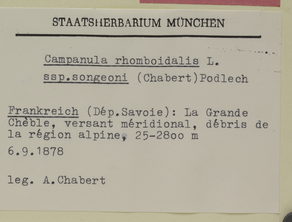 STAATSHERBARIUM MÜNCHEN
Campanula rhomboidalis L.
ssp.songeoni (Chabert)Podlech
Frankreich (Dép.Savoie): La Grande
Chèble, versant méridional, débris de
la région alpine, 25-28oo m
6.9.1878
leg. A.Chabert